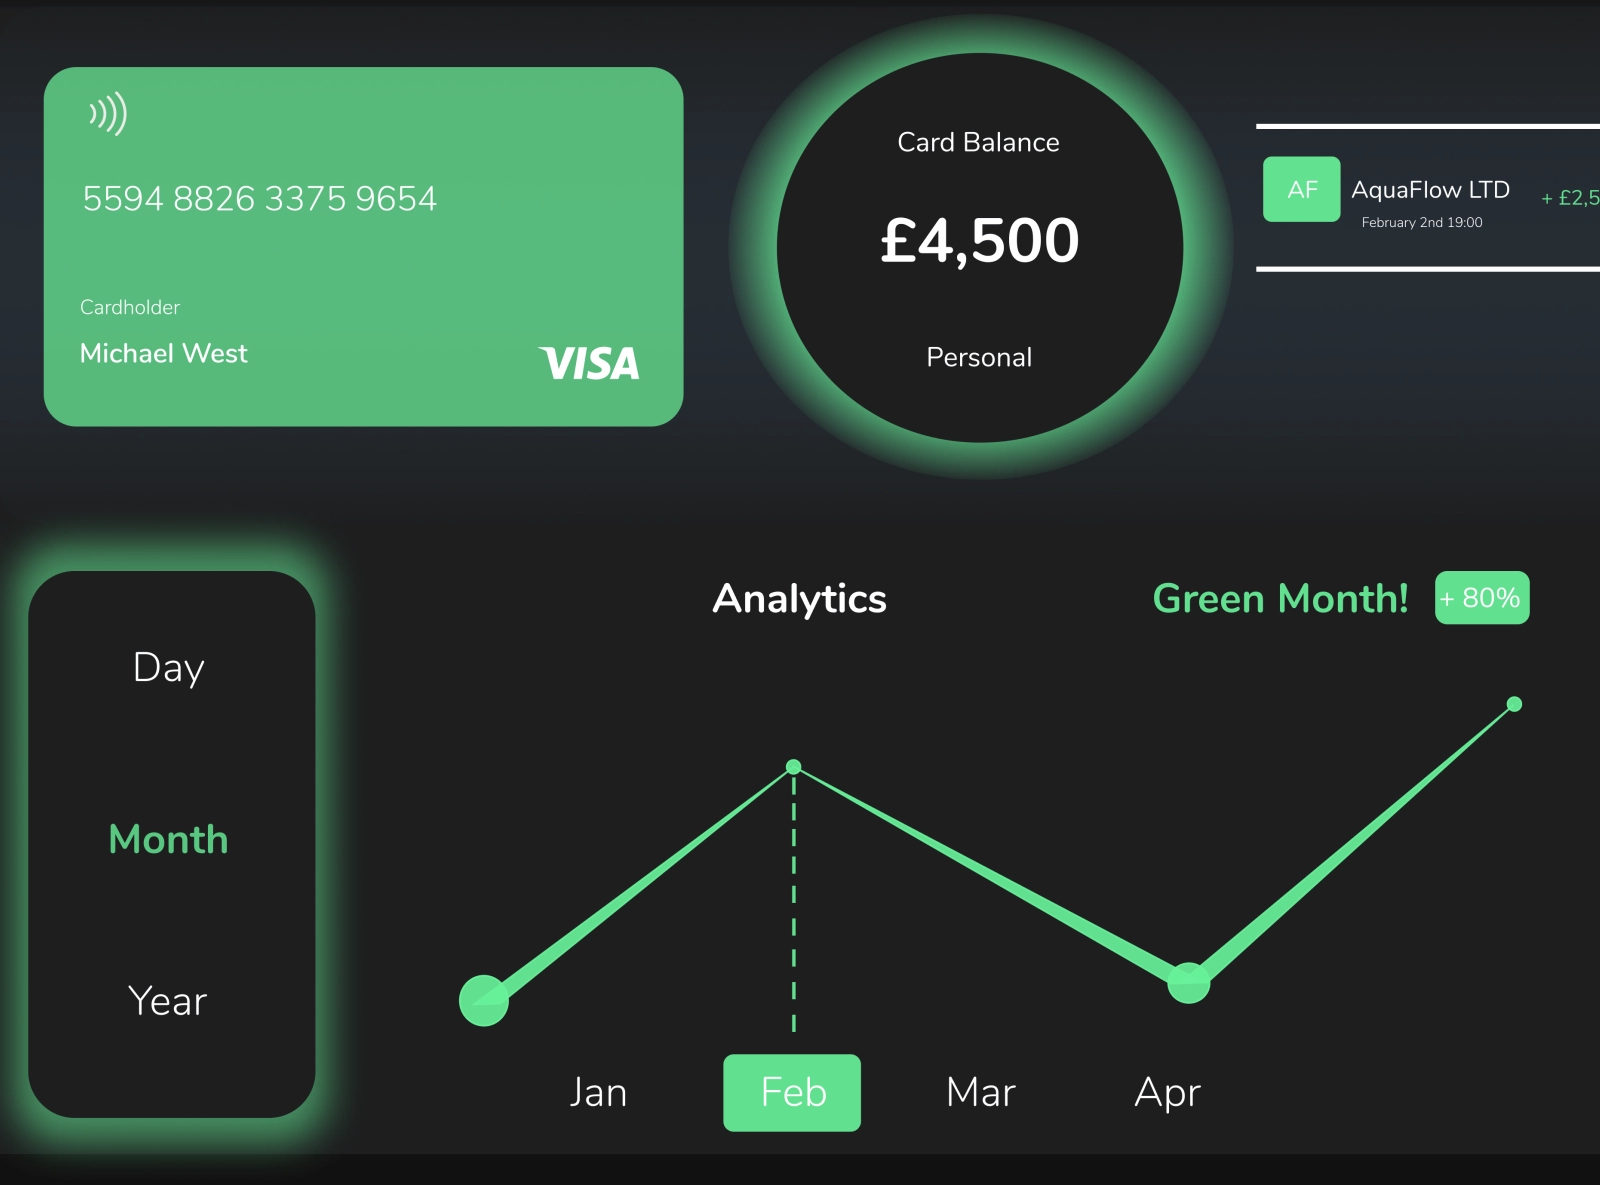 5594 8826 3375 9654
Cardholder
Michael West
VISA
Card Balance
£4,500
Personal
AF
AquaFlow LTD
February 2nd 19:00
+ £2,5
Day
Month
Year
Analytics
Green Month!
+ 80%
Jan
Feb
Mar
Apr